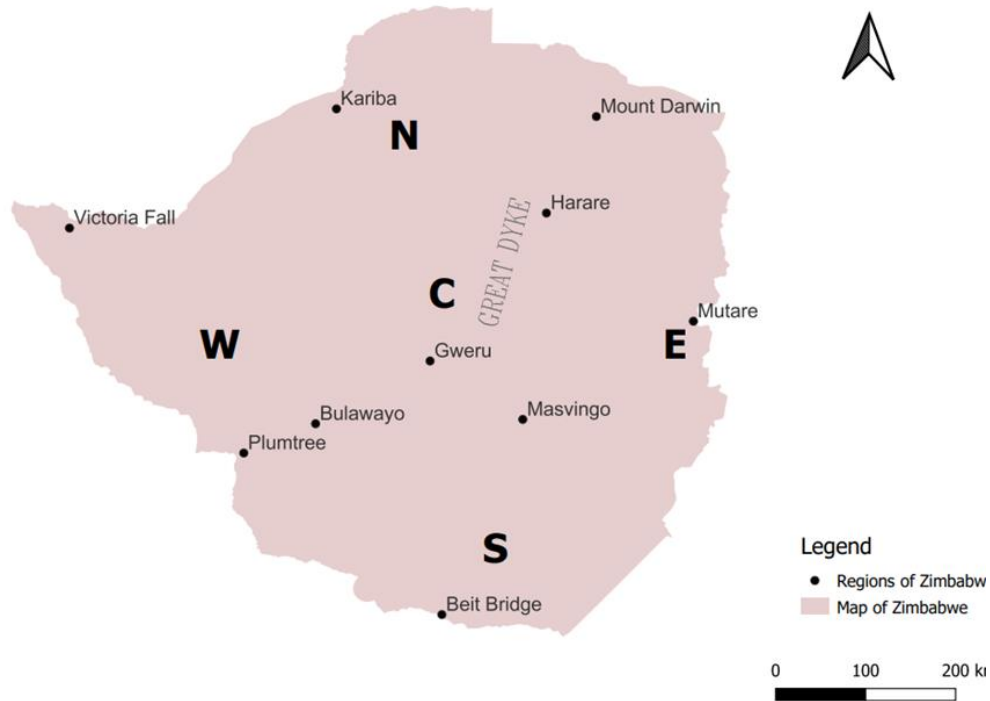 Kariba
Mount Darwin
N
Harare
Victoria Fall
GREAT DYKE
C
Mutare
W
E
Gweru
Masvingo
Bulawayo
Plumtree
S
Beit Bridge
Legend
Regions of Zimbabw
Map of Zimbabwe
0 100 200 k